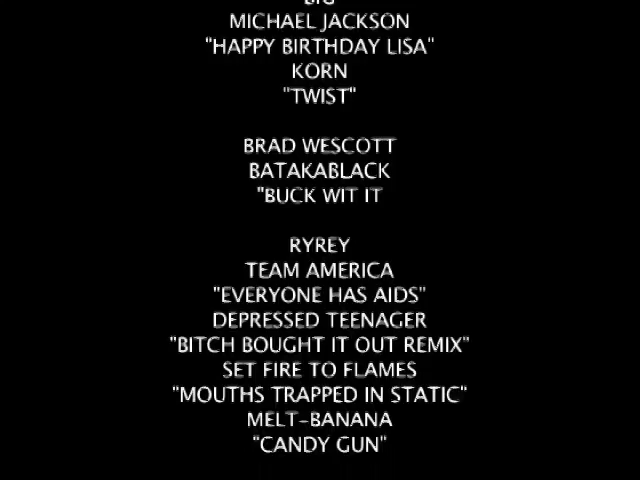 BIG
MICHAEL JACKSON
"HAPPY BIRTHDAY LISA"
KORN
"TWIST"
BRAD WESCOTT
BATAKABLACK
"BUCK WIT IT
RYREY
TEAM AMERICA
"EVERYONE HAS AIDS"
DEPRESSED TEENAGER
"BITCH BOUGHT IT OUT REMIX"
SET FIRE TO FLAMES
"MOUTHS TRAPPED IN STATIC"
MELT-BANANA
"CANDY GUN"